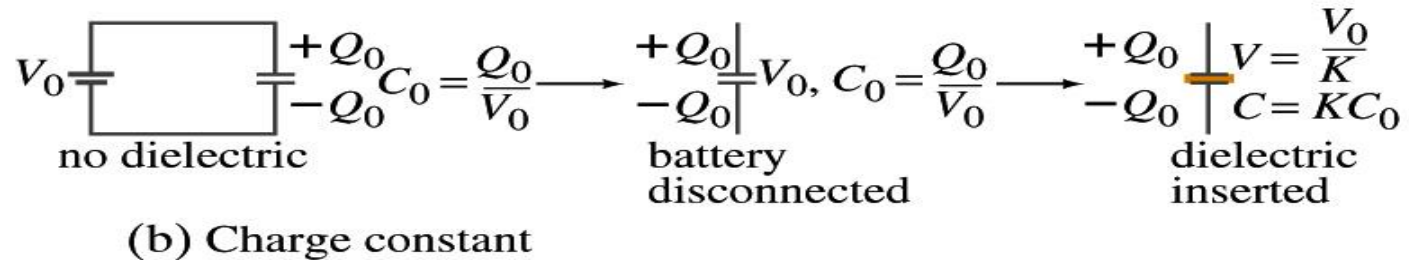 V₀ +Q₀ −Q₀ C₀ = Q₀/V₀
no dielectric
+Q₀ −Q₀ V₀, C₀ = Q₀/V₀
battery
disconnected
+Q₀ −Q₀ V = V₀/K
C = KC₀
dielectric
inserted
(b) Charge constant